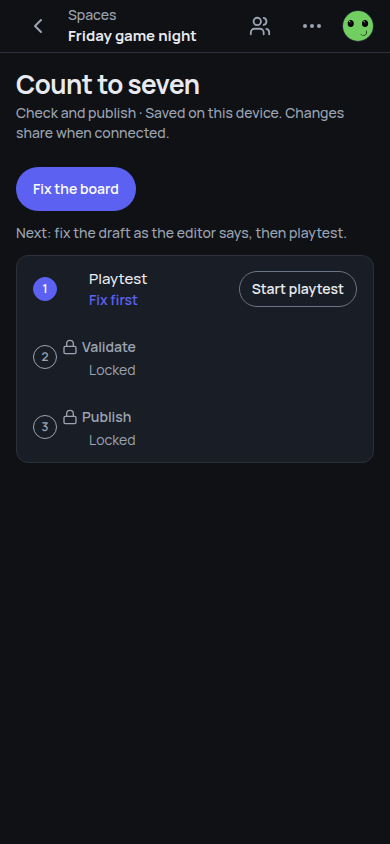 Spaces
Friday game night
Count to seven
Check and publish · Saved on this device. Changes
share when connected.
Fix the board
Next: fix the draft as the editor says, then playtest.
1
Playtest
Fix first
Start playtest
2
Validate
Locked
3
Publish
Locked